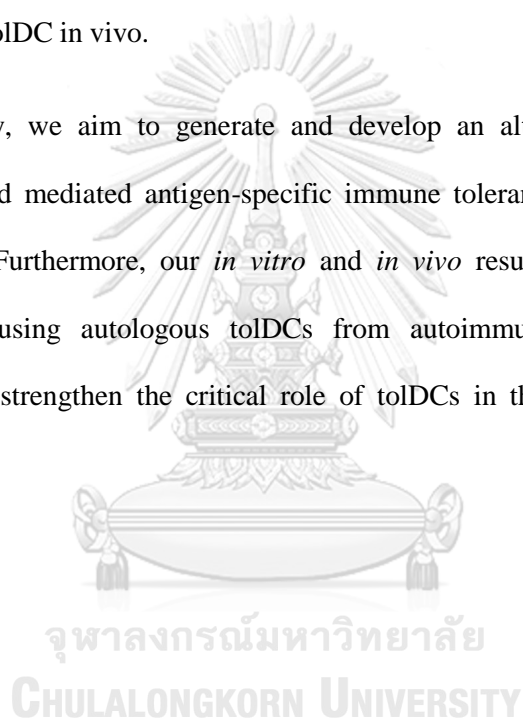 olDC in vivo.
y, we aim to generate and develop an al
d mediated antigen-specific immune toleran
Furthermore, our in vitro and in vivo resu
using autologous tolDCs from autoimmu
strengthen the critical role of tolDCs in th
จุฬาลงกรณ์มหาวิทยาลัย
CHULALONGKORN UNIVERSITY